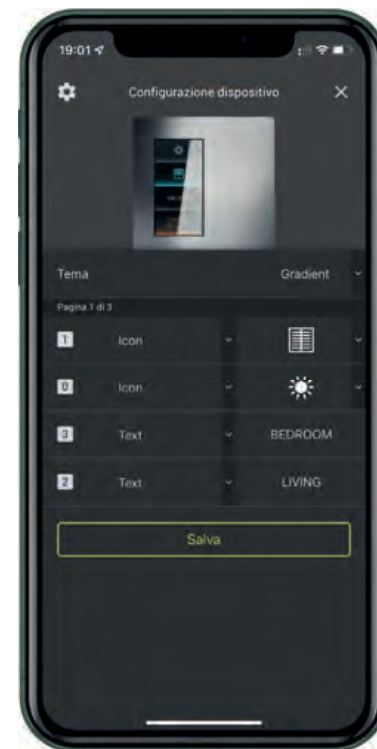 19:01
Configurazione dispositivo
Tema Gradient
Pagina 1 di 3
1 Icon
0 Icon
3 Text BEDROOM
2 Text LIVING
Salva